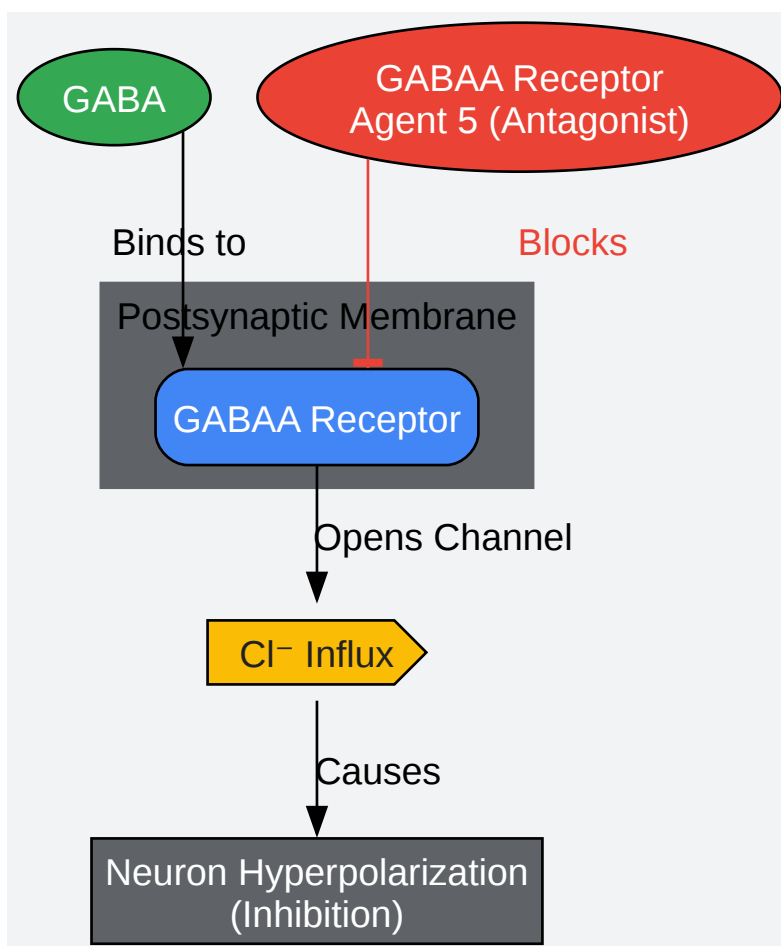 GABA
GABAA Receptor
Agent 5 (Antagonist)
Binds to
Blocks
Postsynaptic Membrane
GABAA Receptor
Opens Channel
Cl⁻ Influx
Causes
Neuron Hyperpolarization
(Inhibition)